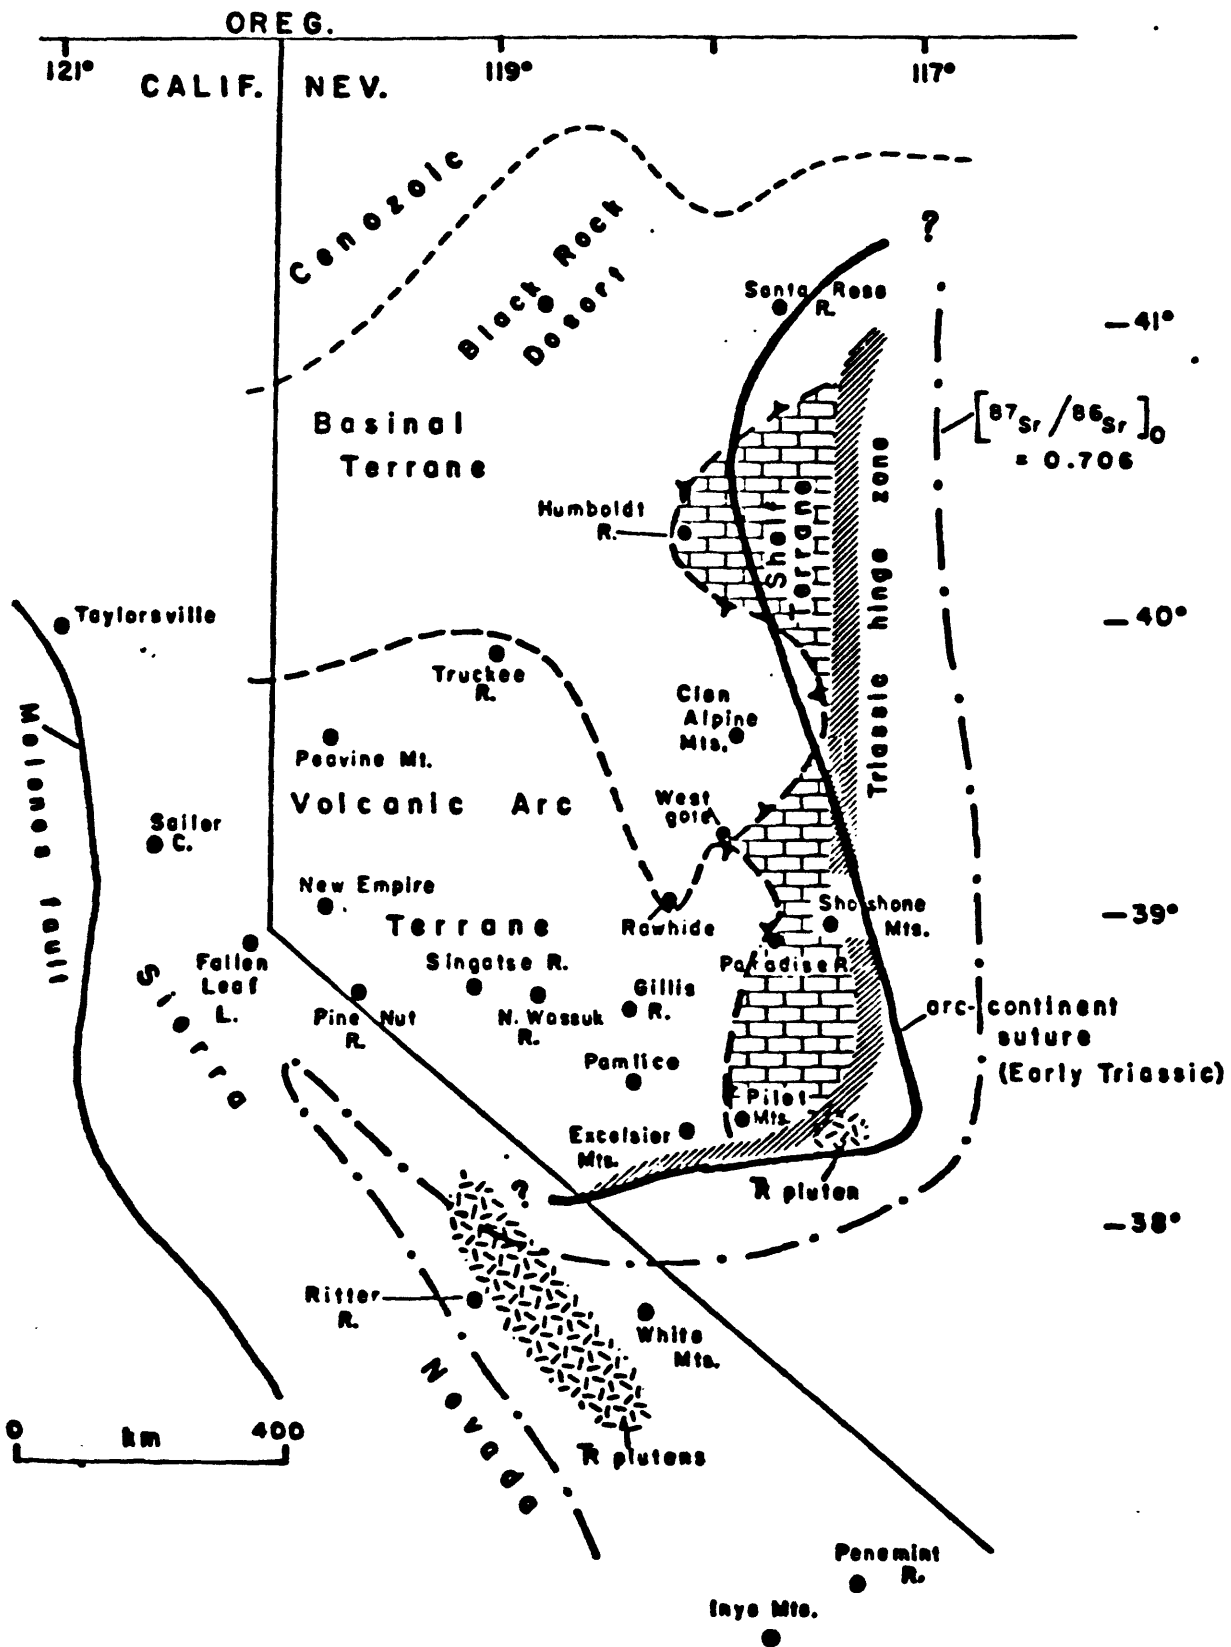 OREG.
121°
119°
117°
CALIF.
NEV.
Cenozoic
Black Rock
Desert
?
Santa Rosa
R.
—41°
[87Sr/86Sr]o
= 0.706
Basinal
Terrane
Humboldt
R.
Shelf
Terrane
Triassic hinge zone
—40°
Taylorsville
Truckee
R.
Clan
Alpine
Mts.
Melones fault
Peavine Mt.
Volcanic Arc
West
gate
Sailor
C.
New Empire
Terrane
Rawhide
Shoshone
Mts.
—39°
Fallen
Leaf
L.
Singatse R.
Paradise R.
Sierra
Pine Nut
R.
N. Wassuk
R.
Gillis
R.
arc-continent
suture
(Early Triassic)
Pamlico
Pilot
Mts.
Excelsior
Mts.
?
TR pluton
—38°
Ritter
R.
White
Mts.
Nevada
0
400
km
TR plutons
Panamint
R.
Inyo Mts.